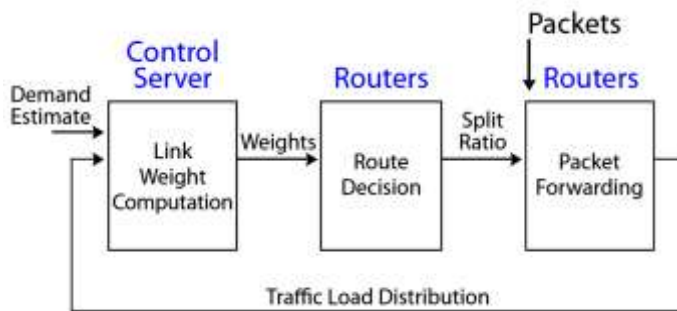 Packets
Control
Server
Routers
Routers
Demand
Estimate
Link
Weight
Computation
Weights
Route
Decision
Split
Ratio
Packet
Forwarding
Traffic Load Distribution